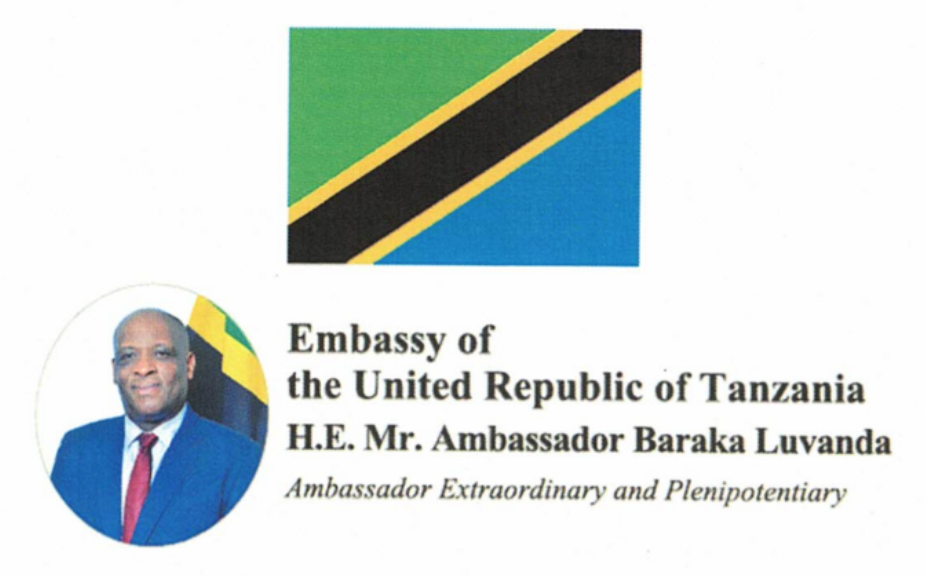 Embassy of
the United Republic of Tanzania
H.E. Mr. Ambassador Baraka Luvanda
Ambassador Extraordinary and Plenipotentiary